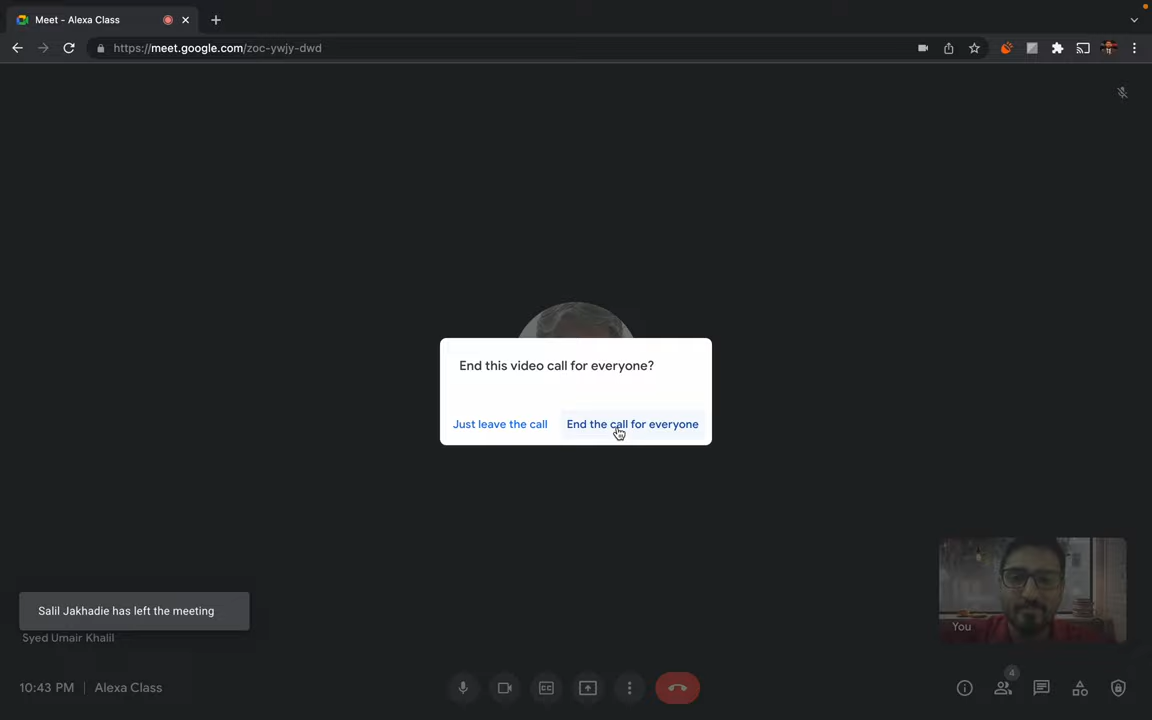 Meet - Alexa Class
https://meet.google.com/zoc-ywjy-dwd
End this video call for everyone?
Just leave the call
End the call for everyone
Salil Jakhadie has left the meeting
Syed Umair Khalil
You
10:43 PM | Alexa Class
4